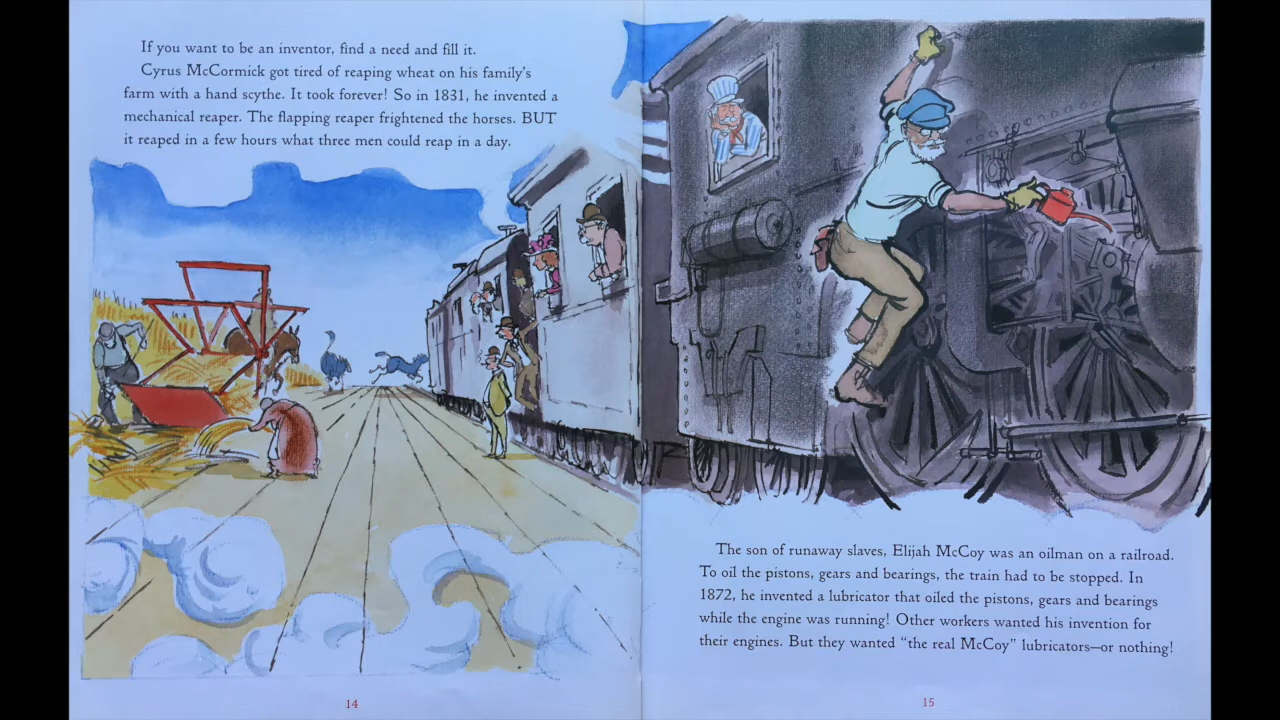 If you want to be an inventor, find a need and fill it.
Cyrus McCormick got tired of reaping wheat on his family's
farm with a hand scythe. It took forever! So in 1831, he invented a
mechanical reaper. The flapping reaper frightened the horses. BUT
it reaped in a few hours what three men could reap in a day.
14
The son of runaway slaves, Elijah McCoy was an oilman on a railroad.
To oil the pistons, gears and bearings, the train had to be stopped. In
1872, he invented a lubricator that oiled the pistons, gears and bearings
while the engine was running! Other workers wanted his invention for
their engines. But they wanted “the real McCoy” lubricators—or nothing!
15